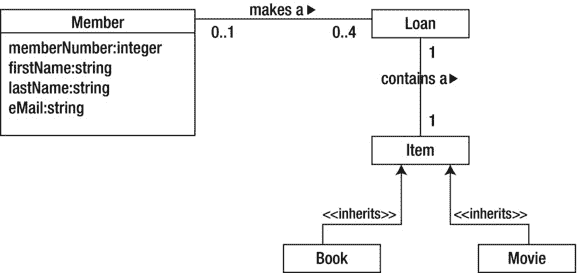 makes a ▶
Member
Loan
0..1
0..4
memberNumber:integer
firstName:string
lastName:string
eMail:string
1
contains a ▶
1
Item
<<inherits>>
<<inherits>>
Book
Movie